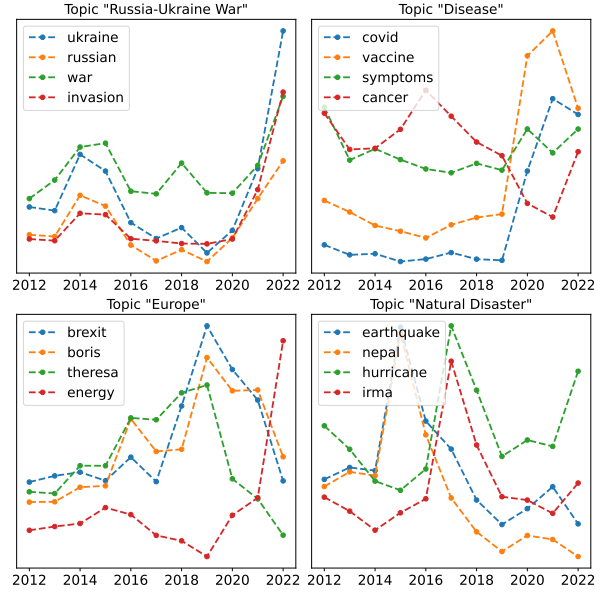 Topic "Russia-Ukraine War"
ukraine
russian
war
invasion
2012 2014 2016 2018 2020 2022
Topic "Disease"
covid
vaccine
symptoms
cancer
2012 2014 2016 2018 2020 2022
Topic "Europe"
brexit
boris
theresa
energy
2012 2014 2016 2018 2020 2022
Topic "Natural Disaster"
earthquake
nepal
hurricane
irma
2012 2014 2016 2018 2020 2022